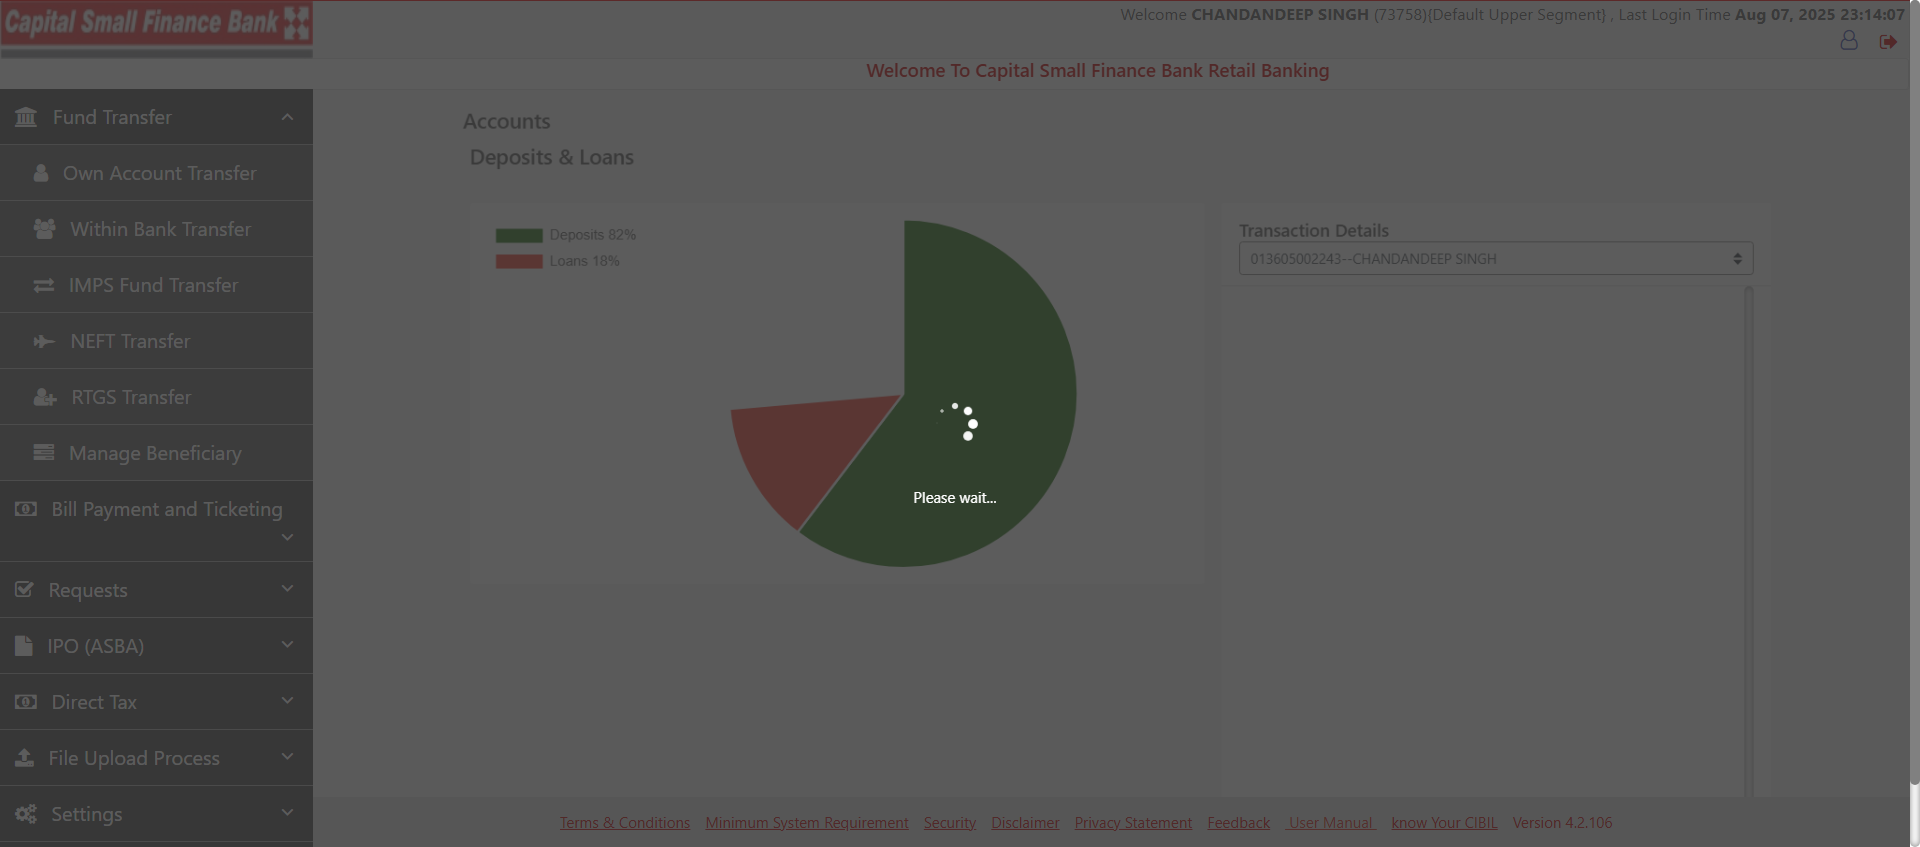 Capital Small Finance Bank
Welcome CHANDANDEEP SINGH (73758){Default Upper Segment} , Last Login Time Aug 07, 2025 23:14:07
Welcome To Capital Small Finance Bank Retail Banking
Fund Transfer
Own Account Transfer
Within Bank Transfer
IMPS Fund Transfer
NEFT Transfer
RTGS Transfer
Manage Beneficiary
Bill Payment and Ticketing
Requests
IPO (ASBA)
Direct Tax
File Upload Process
Settings
Accounts
Deposits & Loans
Deposits 82%
Loans 18%
Please wait...
Transaction Details
013605002243--CHANDANDEEP SINGH
Terms & Conditions Minimum System Requirement Security Disclaimer Privacy Statement Feedback User Manual know Your CIBIL Version 4.2.106